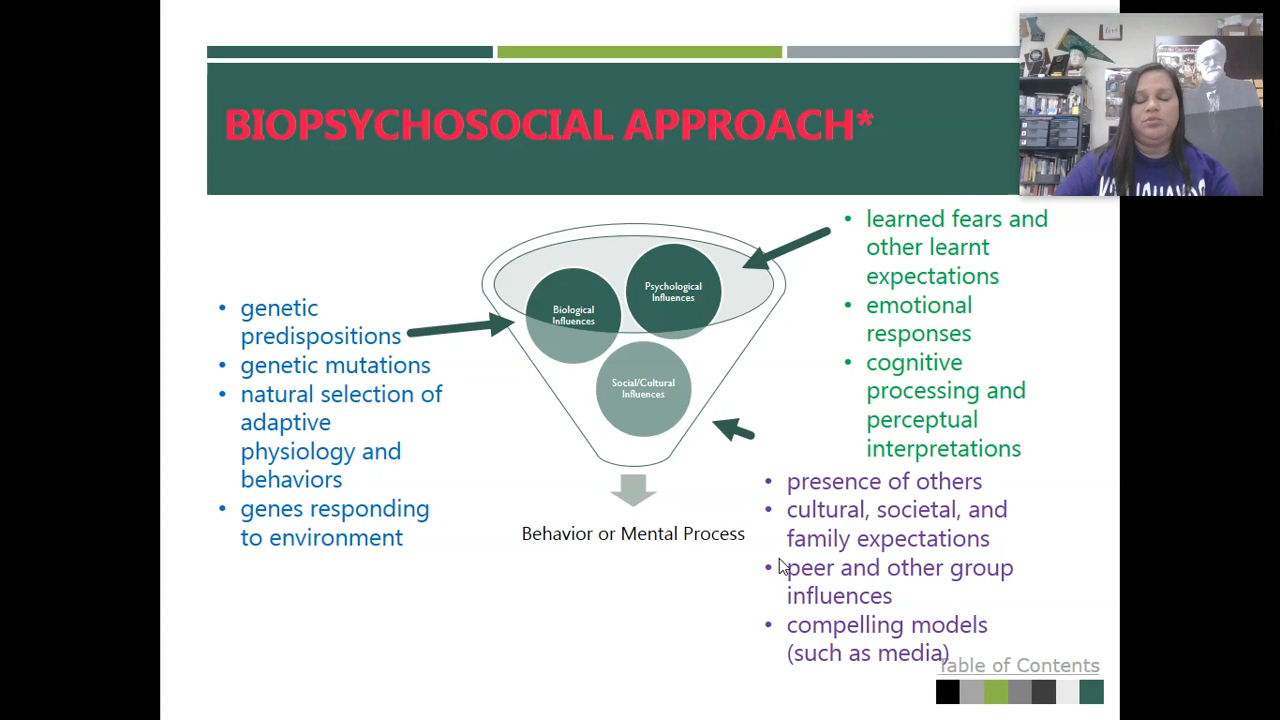 BIOPSYCHOSOCIAL APPROACH*
• genetic
predispositions
• genetic mutations
• natural selection of
adaptive
physiology and
behaviors
• genes responding
to environment
Biological
Influences
Psychological
Influences
Social/Cultural
Influences
Behavior or Mental Process
• learned fears and
other learnt
expectations
• emotional
responses
• cognitive
processing and
perceptual
interpretations
• presence of others
• cultural, societal, and
family expectations
• peer and other group
influences
• compelling models
(such as media)
Table of Contents